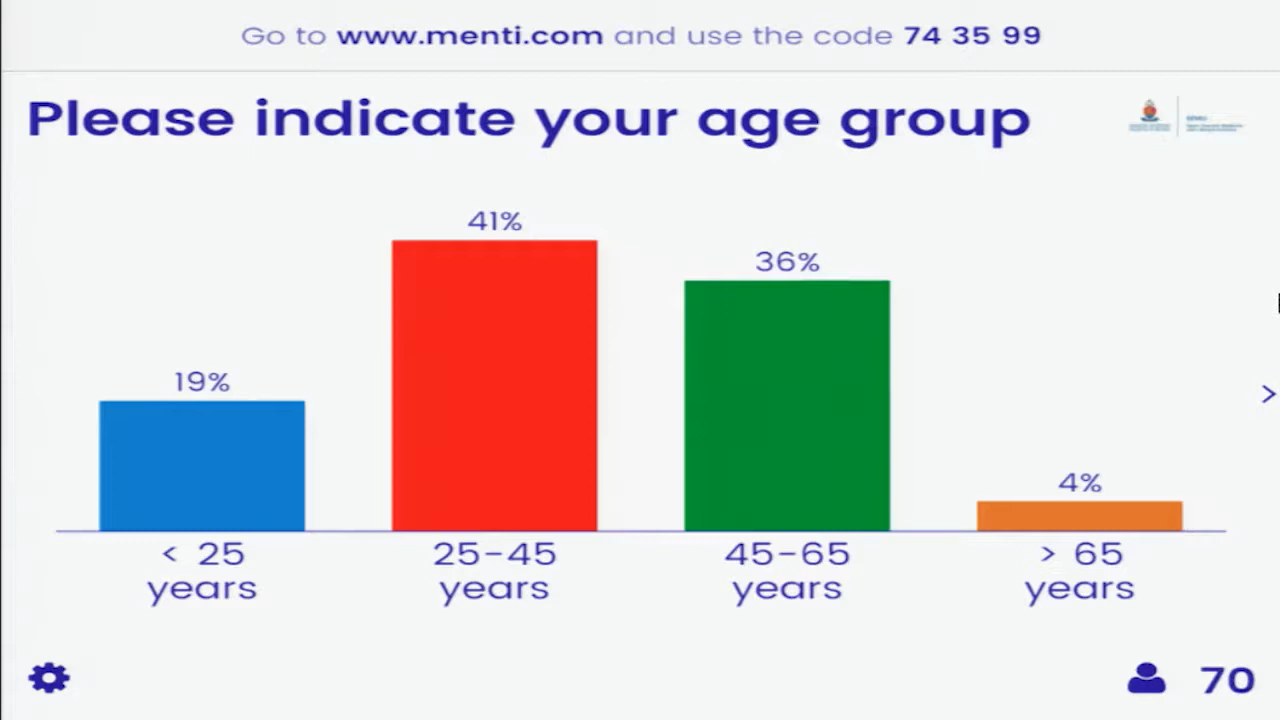 Go to www.menti.com and use the code 74 35 99
Please indicate your age group
19%
41%
36%
4%
< 25
years
25-45
years
45-65
years
> 65
years
70